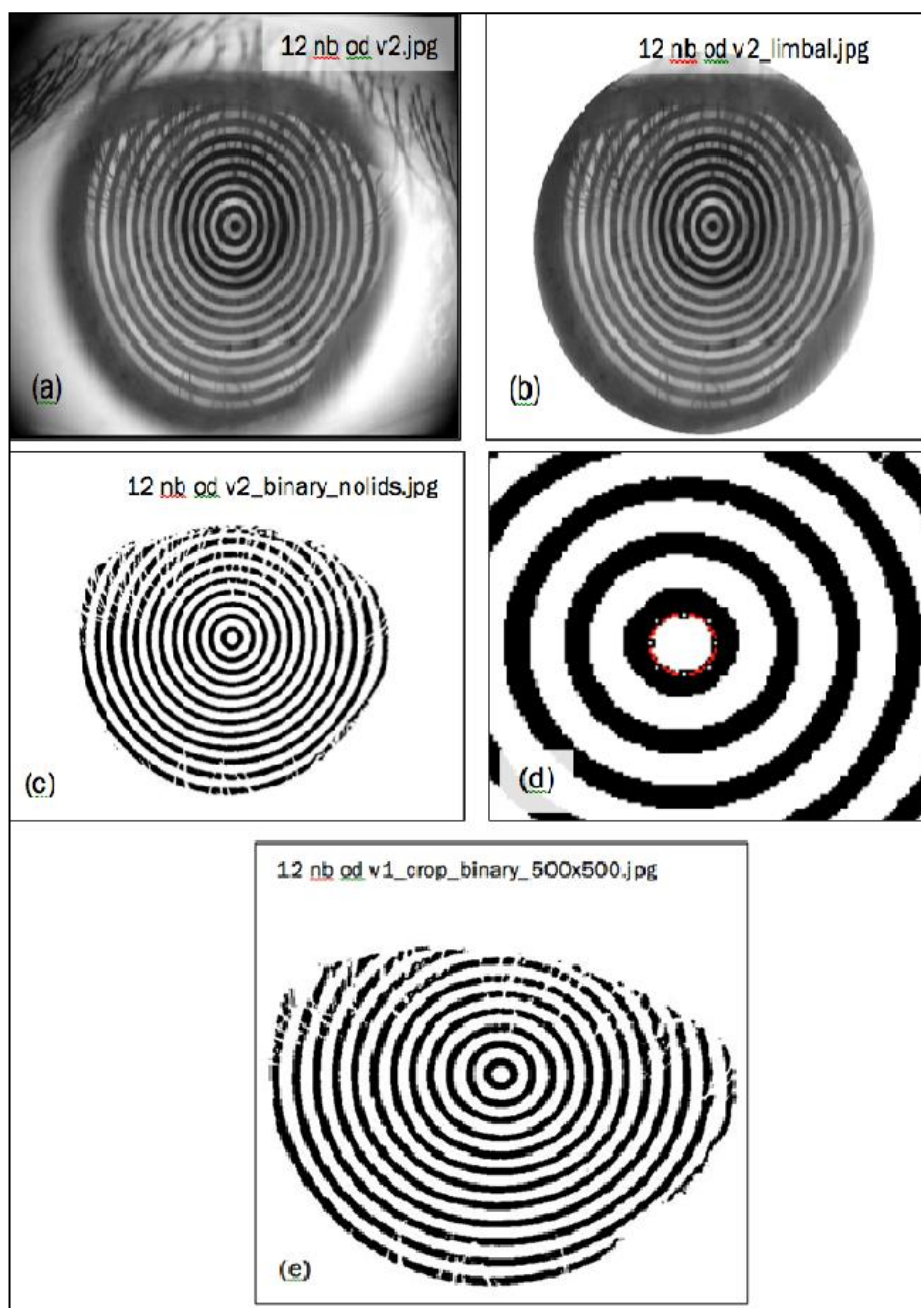 12 nb od v2.jpg
12 nb od v2_limbal.jpg
(a)
(b)
12 nb od v2_binary_nolids.jpg
(c)
(d)
12 nb od v1_crop_binary_500x500.jpg
(e)